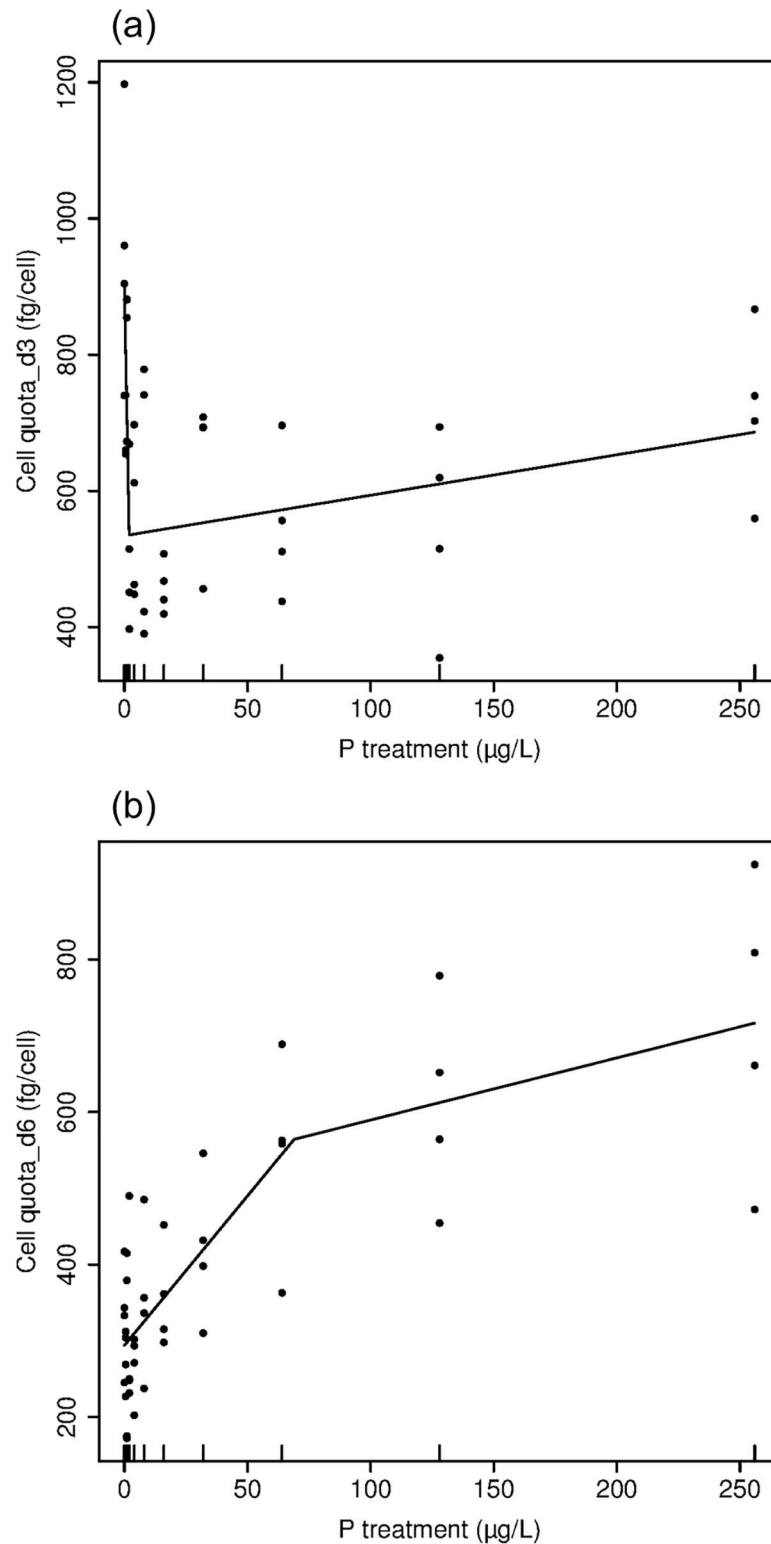 (a)
1200
1000
800
600
400
Cell quota_d3 (fg/cell)
0 50 100 150 200 250
P treatment (µg/L)
(b)
800
600
400
200
Cell quota_d6 (fg/cell)
0 50 100 150 200 250
P treatment (µg/L)